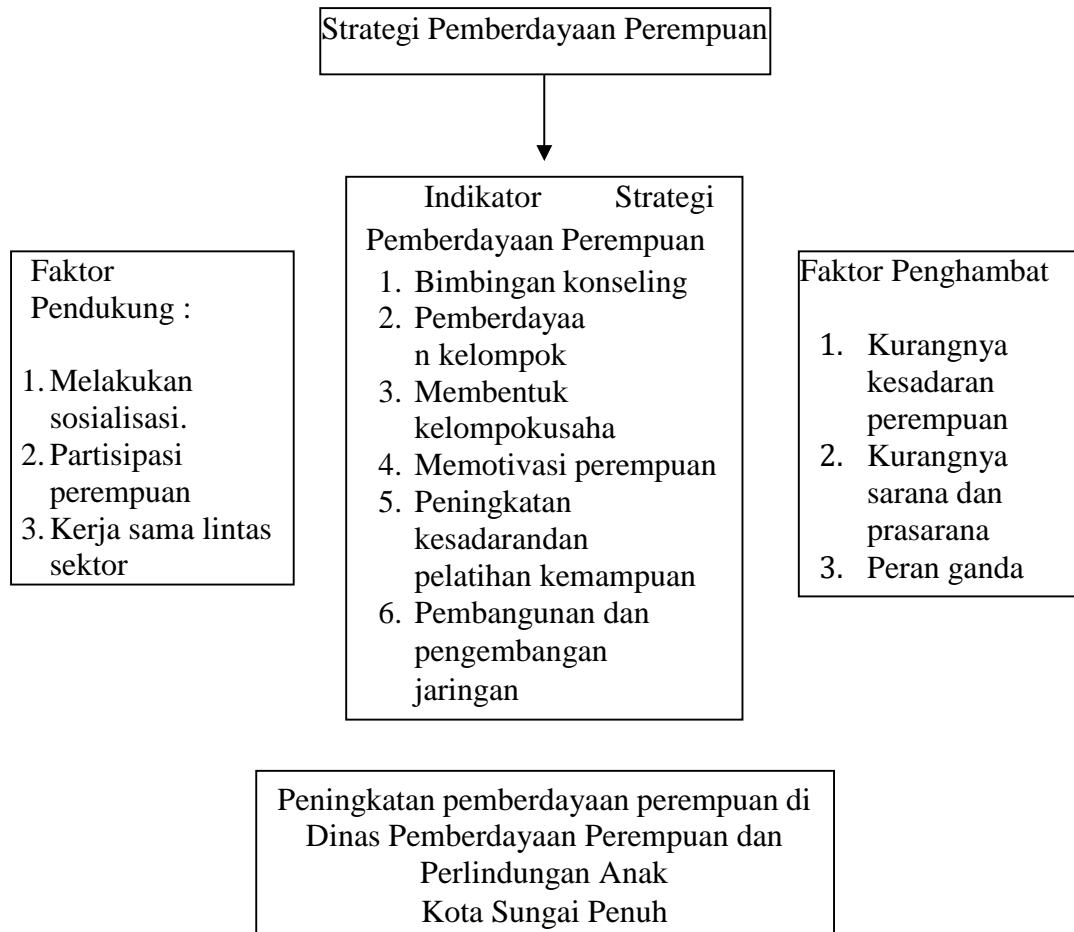 Strategi Pemberdayaan Perempuan
Indikator Strategi
Pemberdayaan Perempuan
1. Bimbingan konseling
2. Pemberdayaa
n kelompok
3. Membentuk
kelompokusaha
4. Memotivasi perempuan
5. Peningkatan
kesadarandan
pelatihan kemampuan
6. Pembangunan dan
pengembangan
jaringan
Faktor
Pendukung :
1. Melakukan
sosialisasi.
2. Partisipasi
perempuan
3. Kerja sama lintas
sektor
Faktor Penghambat
1. Kurangnya
kesadaran
perempuan
2. Kurangnya
sarana dan
prasarana
3. Peran ganda
Peningkatan pemberdayaan perempuan di
Dinas Pemberdayaan Perempuan dan
Perlindungan Anak
Kota Sungai Penuh